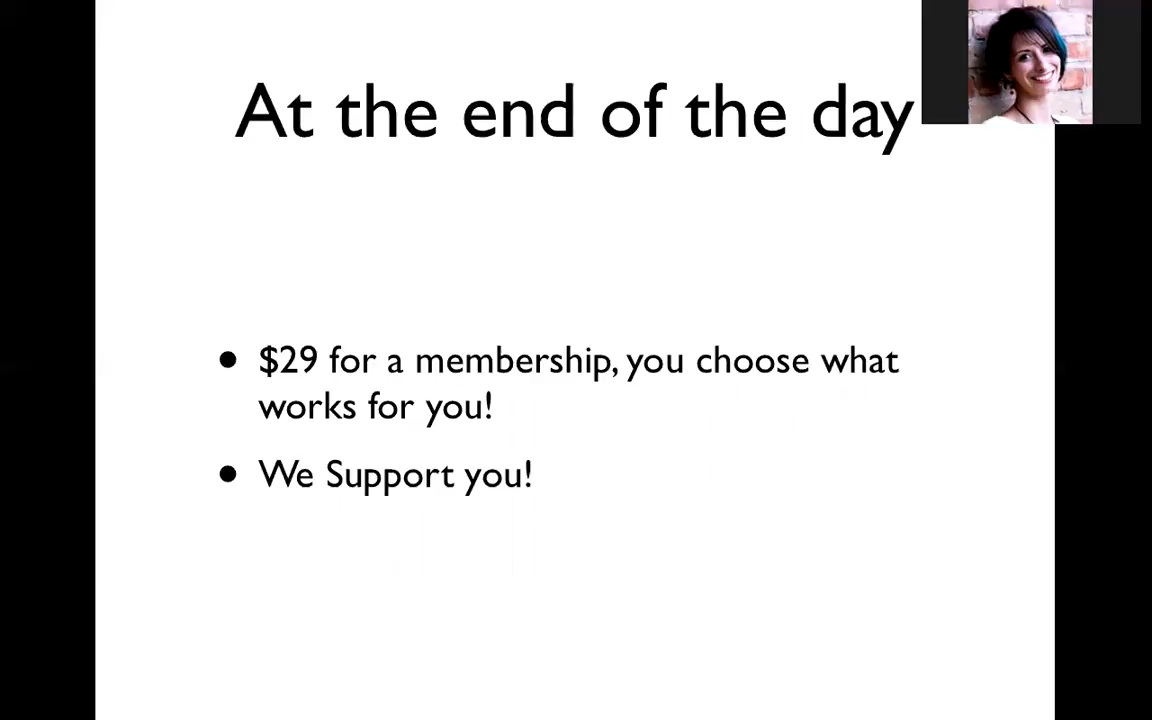 At the end of the day
• $29 for a membership, you choose what
works for you!
• We Support you!